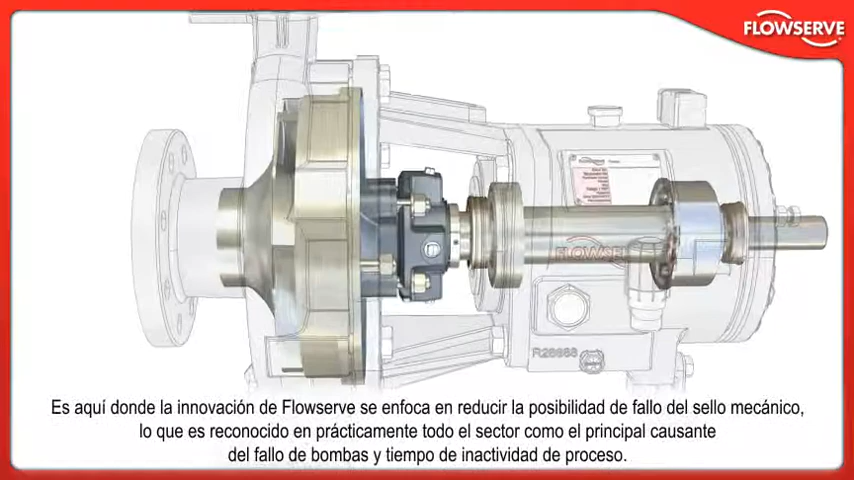 FLOWSERVE
FLOWSERVE
R28668
Es aquí donde la innovación de Flowserve se enfoca en reducir la posibilidad de fallo del sello mecánico,
lo que es reconocido en prácticamente todo el sector como el principal causante
del fallo de bombas y tiempo de inactividad de proceso.